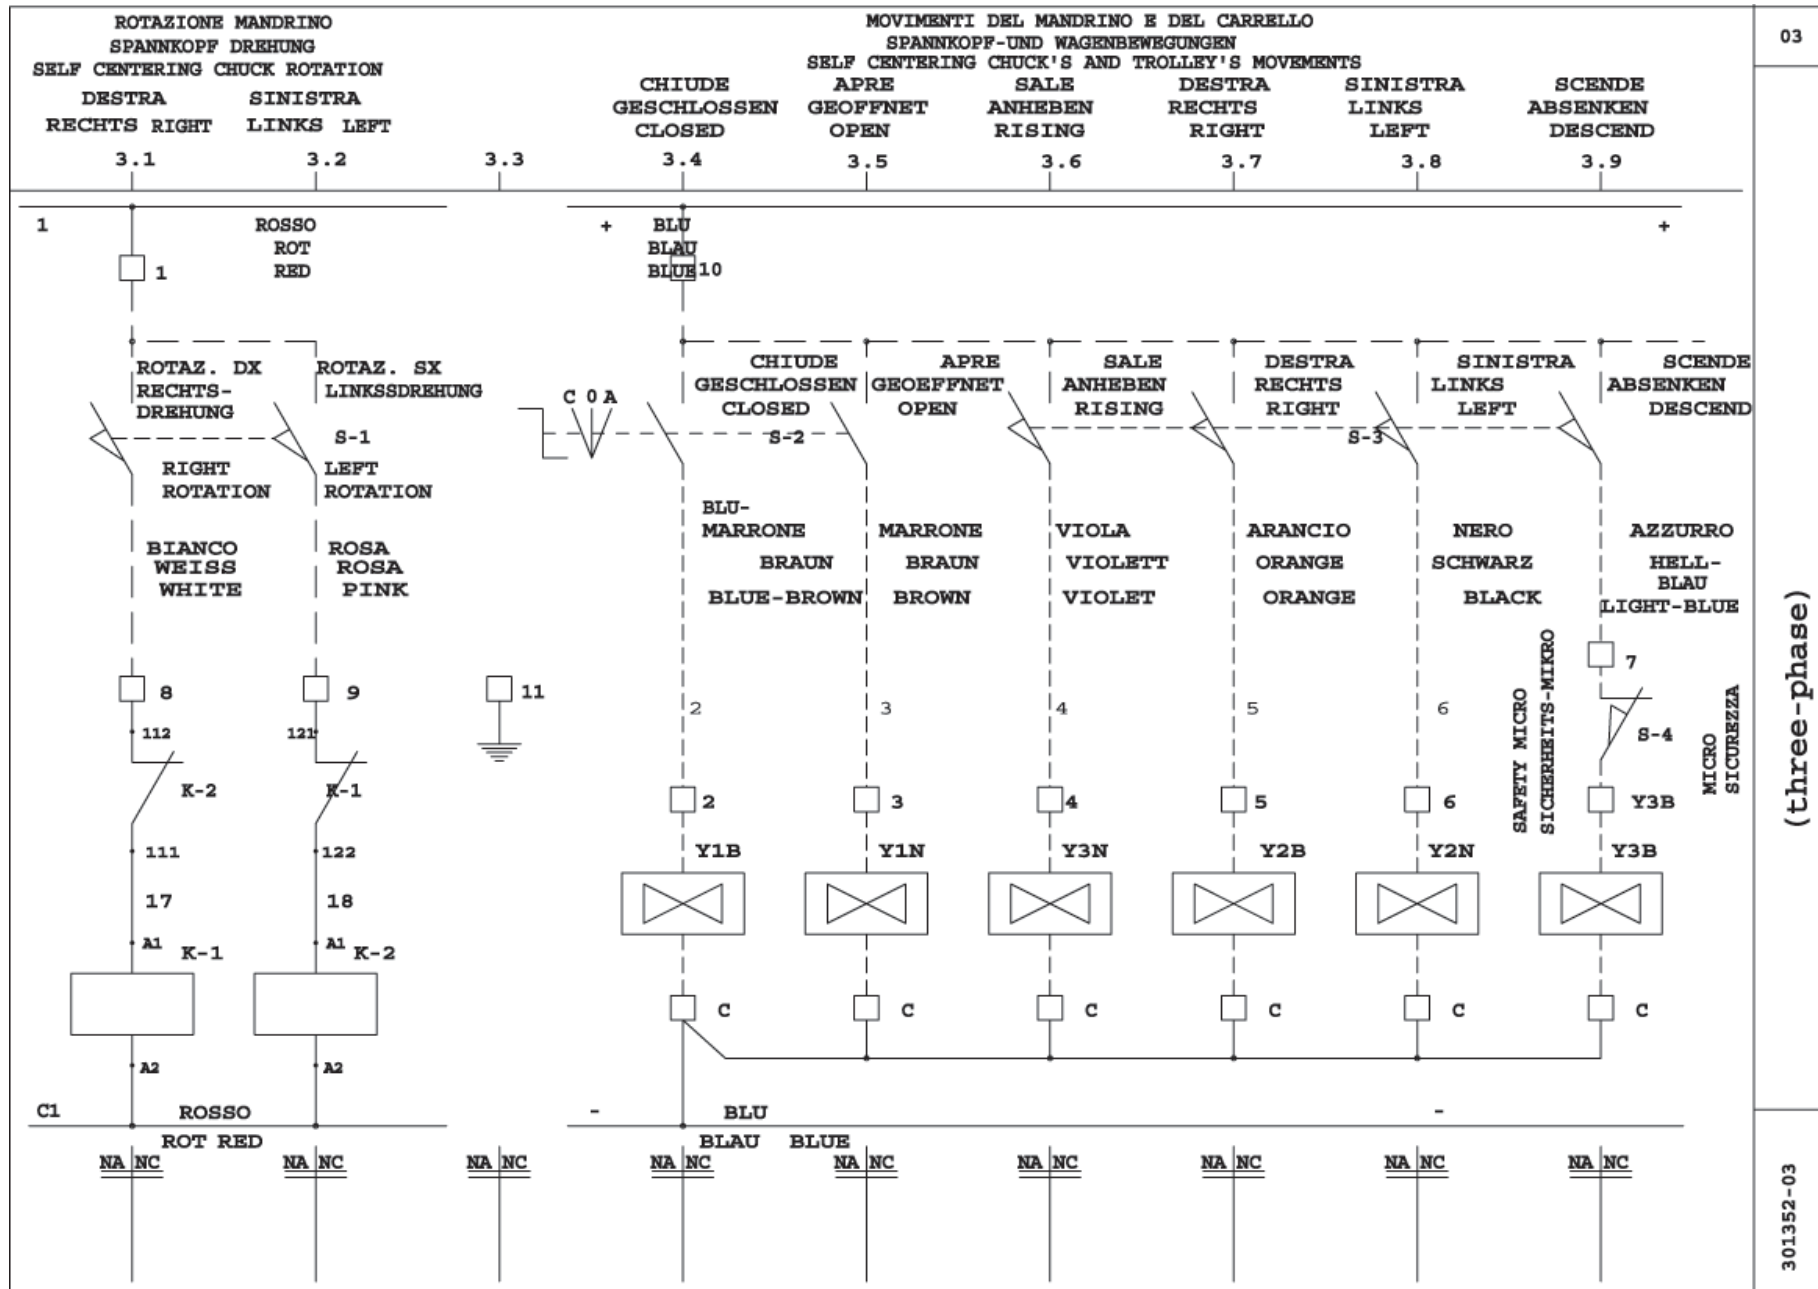 ROTAZIONE MANDRINO
SPANNKOPF DREHUNG
SELF CENTERING CHUCK ROTATION
DESTRA SINISTRA
RECHTS RIGHT LINKS LEFT
MOVIMENTI DEL MANDRINO E DEL CARRELLO
SPANNKOPF-UND WAGENBEWEGUNGEN
SELF CENTERING CHUCK'S AND TROLLEY'S MOVEMENTS
CHIUDE APRE SALE DESTRA SINISTRA SCENDE
GESCHLOSSEN GEOFFNET ANHEBEN RECHTS LINKS ABSENKEN
CLOSED OPEN RISING RIGHT LEFT DESCEND
03
3.1 3.2 3.3 3.4 3.5 3.6 3.7 3.8 3.9
1 ROSSO + BLU +
ROT BLAU
1 RED BLUE 10
ROTAZ. DX ROTAZ. SX
RECHTS- LINKSSDREHUNG
DREHUNG
CHIUDE APRE SALE DESTRA SINISTRA SCENDE
GESCHLOSSEN GEOEFFNET ANHEBEN RECHTS LINKS ABSENKEN
CLOSED OPEN RISING RIGHT LEFT DESCEND
C 0 A
S-1 S-2 S-3
RIGHT LEFT
ROTATION ROTATION
BLU-
MARRONE MARRONE VIOLA ARANCIO NERO AZZURRO
BRAUN BRAUN VIOLETT ORANGE SCHWARZ HELL-
BLAU
BLUE-BROWN BROWN VIOLET ORANGE BLACK LIGHT-BLUE
BIANCO ROSA
WEISS ROSA
WHITE PINK
7
8 9 11
2 3 4 5 6
112 121 S-4
SAFETY MICRO
SICHERHEITS-MIKRO
MICRO
SICUREZZA
K-2 K-1
2 3 4 5 6 Y3B
111 122 Y1B Y1N Y3N Y2B Y2N Y3B
17 18
A1 K-1 A1 K-2
C C C C C C
A2 A2
C1 ROSSO - BLU -
ROT RED BLAU BLUE
NA NC NA NC NA NC NA NC NA NC NA NC NA NC NA NC NA NC
(three-phase)
301352-03